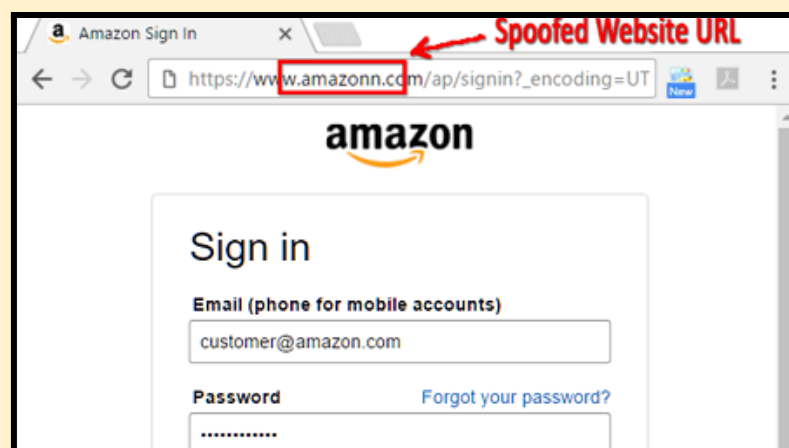 Amazon Sign In
Spoofed Website URL
https://www.amazonn.com/ap/signin?_encoding=UT
New
amazon
Sign in
Email (phone for mobile accounts)
customer@amazon.com
Password Forgot your password?